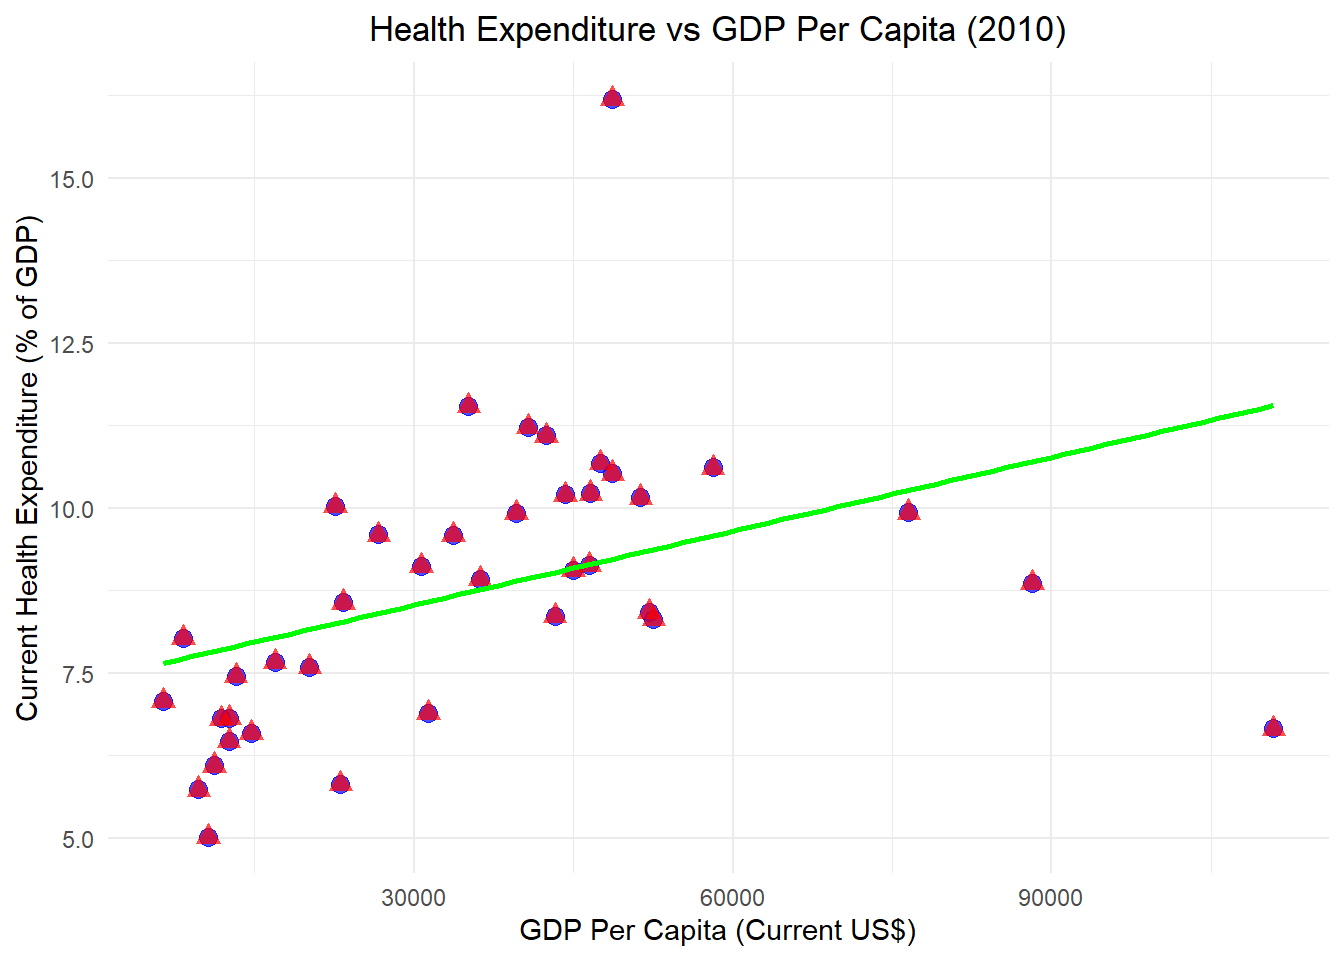 Health Expenditure vs GDP Per Capita (2010)
Current Health Expenditure (% of GDP)
15.0
12.5
10.0
7.5
5.0
30000 60000 90000
GDP Per Capita (Current US$)